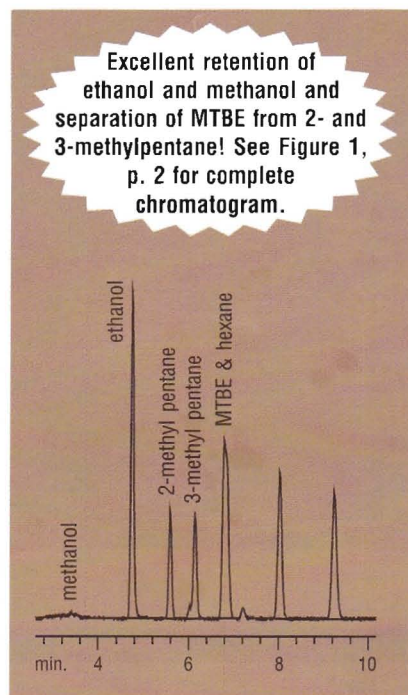 Excellent retention of
ethanol and methanol and
separation of MTBE from 2- and
3-methylpentane! See Figure 1,
p. 2 for complete
chromatogram.
methanol
ethanol
2-methyl pentane
3-methyl pentane
MTBE & hexane
min. 4 6 8 10